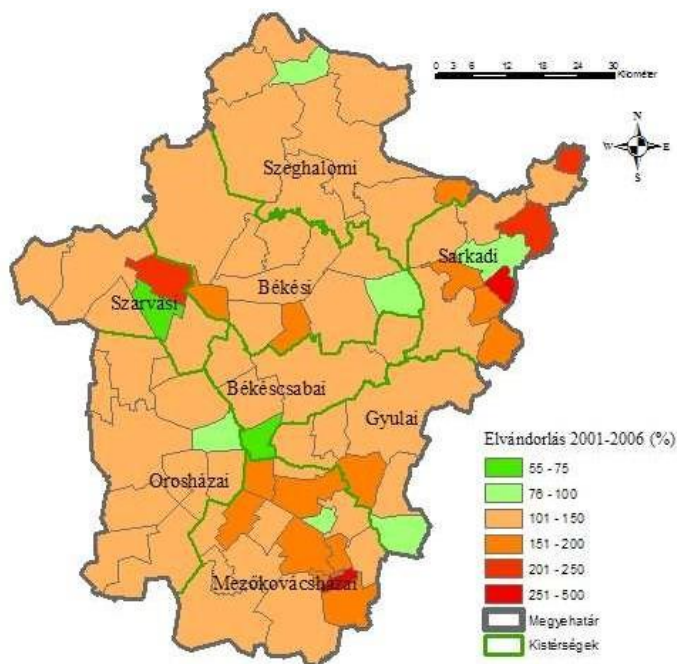 0 3 6 12 18 24 30
Kilométer
N
W E
S
Szeghalomi
Sarkadi
Szarvasi
Békési
Békéscsabai
Gyulai
Orosházai
Mezőkovácsházai
Elvándorlás 2001-2006 (%)
55 - 75
76 - 100
101 - 150
151 - 200
201 - 250
251 - 500
Megyehatár
Kistérségek